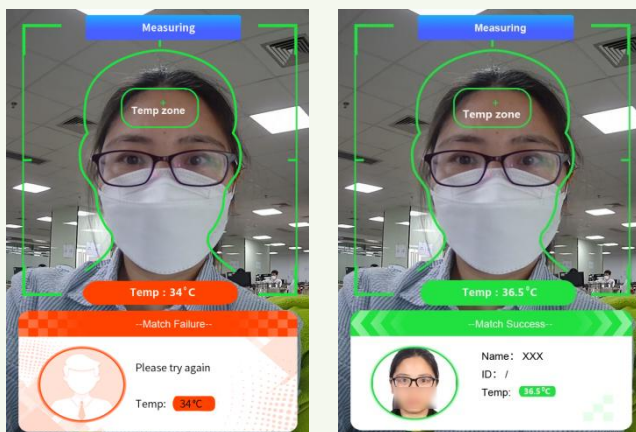 Measuring
Temp zone
Temp : 34°C
--Match Failure--
Please try again
Temp: 34°C
Measuring
Temp zone
Temp : 36.5°C
--Match Success--
Name: XXX
ID: /
Temp: 36.5°C